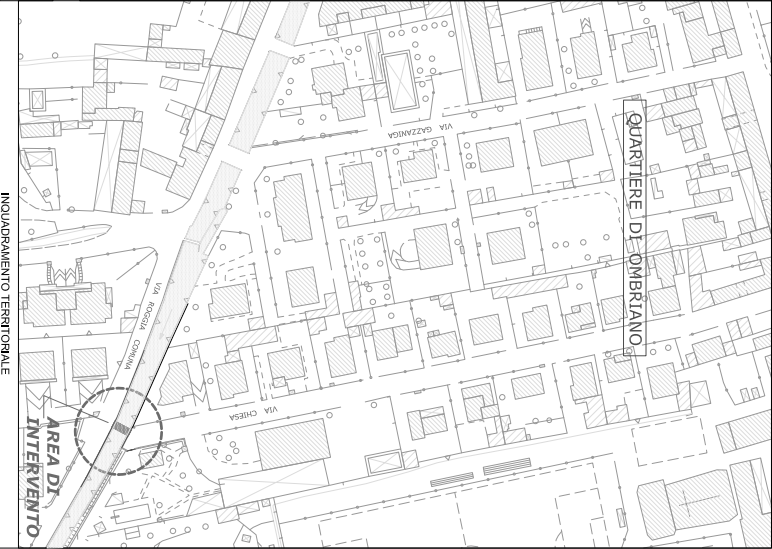 INQUADRAMENTO TERRITORIALE
QUARTIERE DI OMBRIANO
VIA GAZZANIGA
VIA ROGGIA COMUNA
VIA CHIESA
AREA DI
INTERVENTO